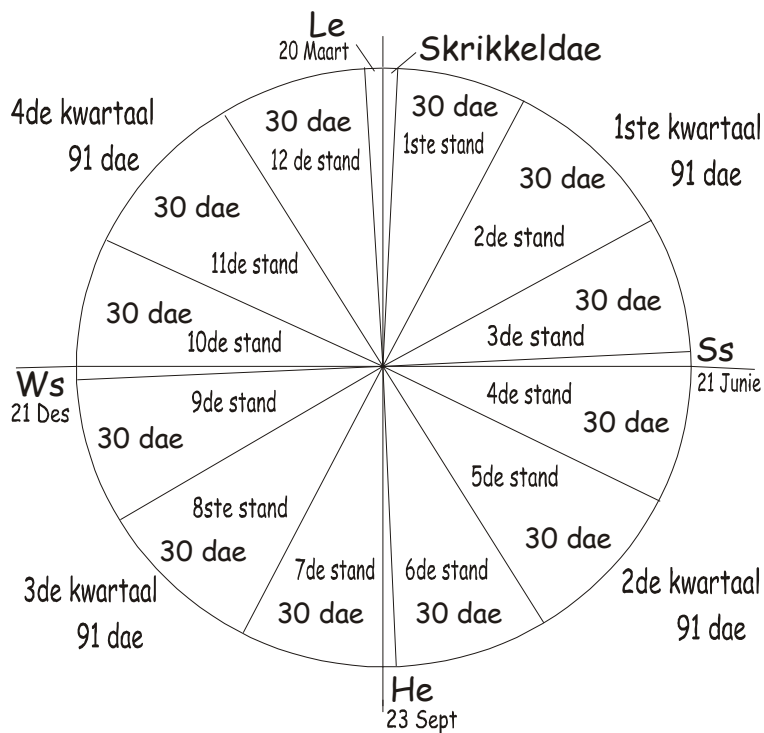 Le
20 Maart
Skrikkeldae
4de kwartaal
91 dae
1ste kwartaal
91 dae
30 dae
12 de stand
30 dae
1ste stand
30 dae
2de stand
30 dae
11de stand
30 dae
3de stand
30 dae
10de stand
Ss
21 Junie
Ws
21 Des
9de stand
30 dae
4de stand
30 dae
8ste stand
30 dae
5de stand
30 dae
7de stand
30 dae
6de stand
30 dae
3de kwartaal
91 dae
2de kwartaal
91 dae
He
23 Sept